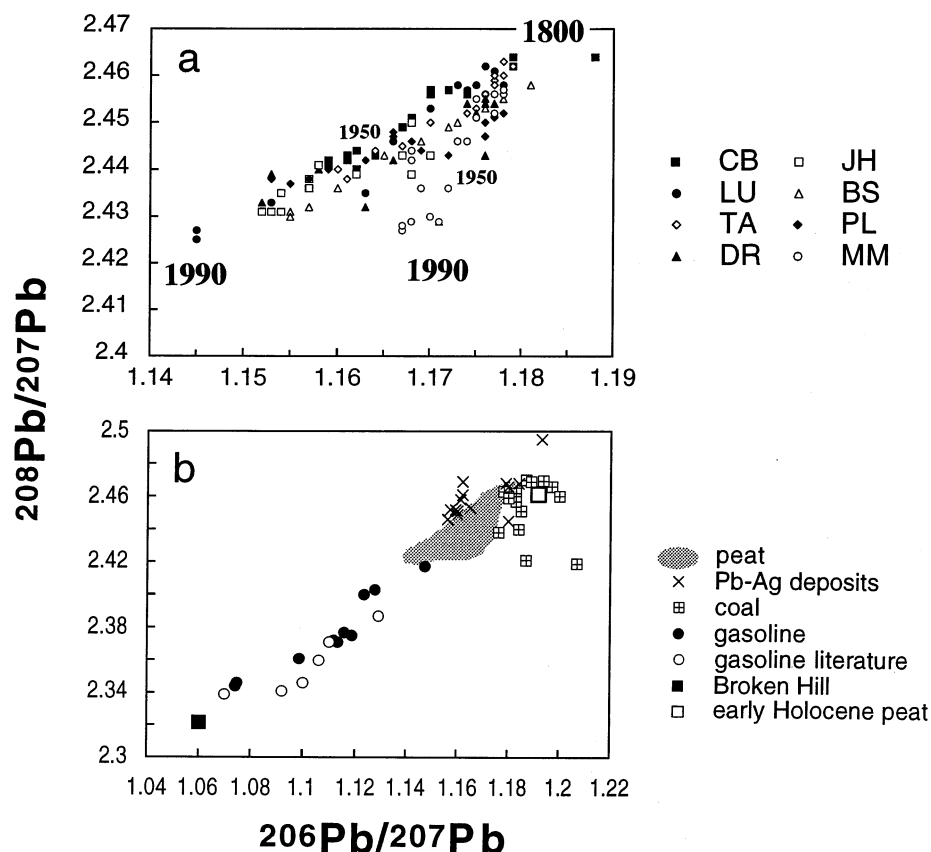 2.47
1800
a
2.46
2.45
1950
2.44
1950
2.43
2.42
1990
1990
2.41
2.4
1.14 1.15 1.16 1.17 1.18 1.19
CB JH
LU BS
TA PL
DR MM
208Pb/207Pb
2.5
b
2.46
2.42
2.38
2.34
2.3
1.04 1.06 1.08 1.1 1.12 1.14 1.16 1.18 1.2 1.22
peat
Pb-Ag deposits
coal
gasoline
gasoline literature
Broken Hill
early Holocene peat
206Pb/207Pb